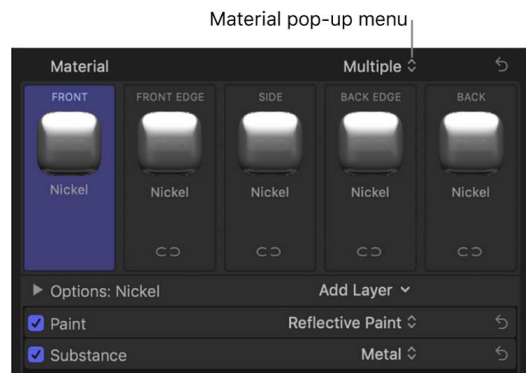 Material pop-up menu
Material Multiple
FRONT FRONT EDGE SIDE BACK EDGE BACK
Nickel Nickel Nickel Nickel Nickel
Options: Nickel Add Layer
Paint Reflective Paint
Substance Metal